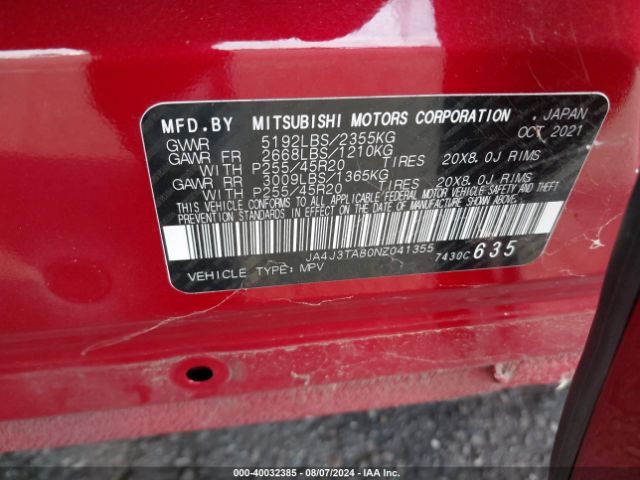 MFD.BY MITSUBISHI MOTORS CORPORATION , JAPAN
GVWR 5192LBS/2355KG OCT.2021
GAWR FR 2668LBS/1210KG
WITH P255/45R20 TIRES 20X8.0J RIMS
GAWR RR 3009LBS/1365KG
WITH P255/45R20 TIRES 20X8.0J RIMS
THIS VEHICLE CONFORMS TO ALL APPLICABLE FEDERAL MOTOR VEHICLE SAFETY AND THEFT
PREVENTION STANDARDS IN EFFECT ON THE DATE OF MANUFACTURE SHOWN ABOVE.
JA4J3TA80NZ041355 7430C 635
VEHICLE TYPE: MPV
000-40032385 - 08/07/2024 - IAA Inc.